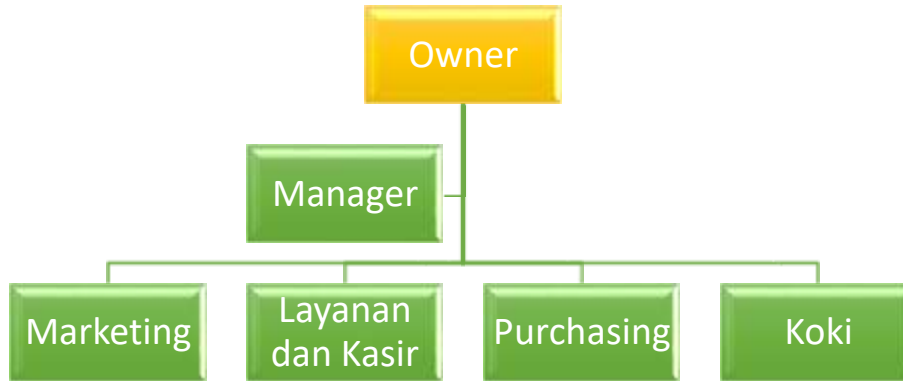 Owner
Manager
Marketing
Layanan
dan Kasir
Purchasing
Koki